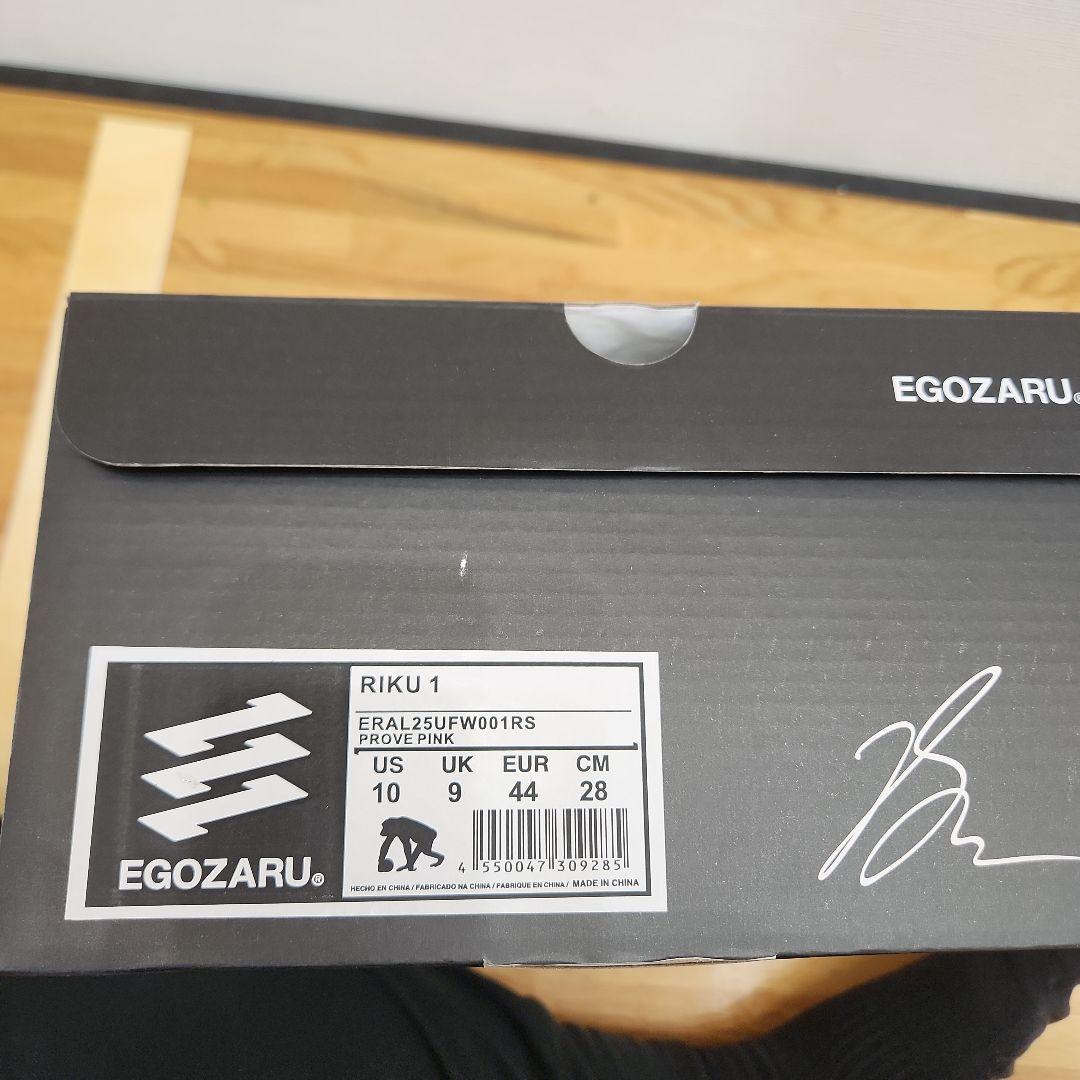 EGOZARU®
RIKU 1
ERAL25UFW001RS
PROVE PINK
US UK EUR CM
10 9 44 28
4 550047 309285
HECHO EN CHINA / FABRICADO NA CHINA / FABRIQUE EN CHINA / MADE IN CHINA
EGOZARU®